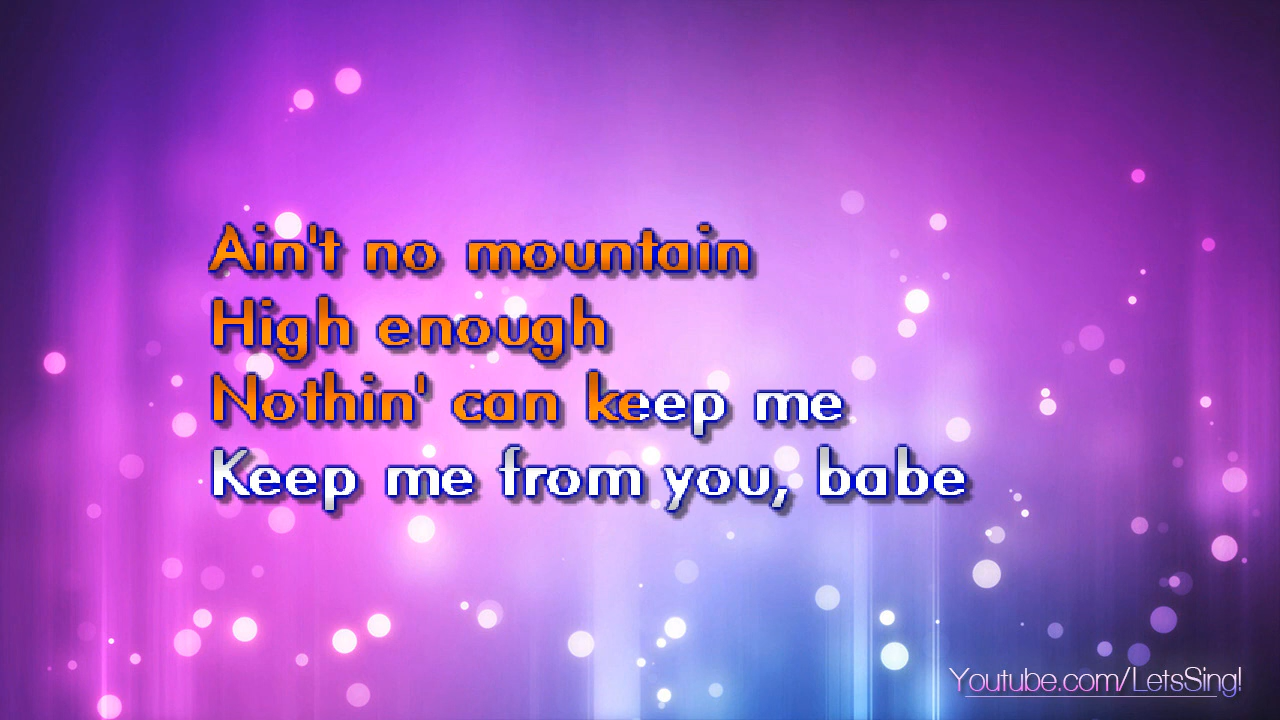 Ain't no mountain
High enough
Nothin' can keep me
Keep me from you, babe
Youtube.com/LetsSing!